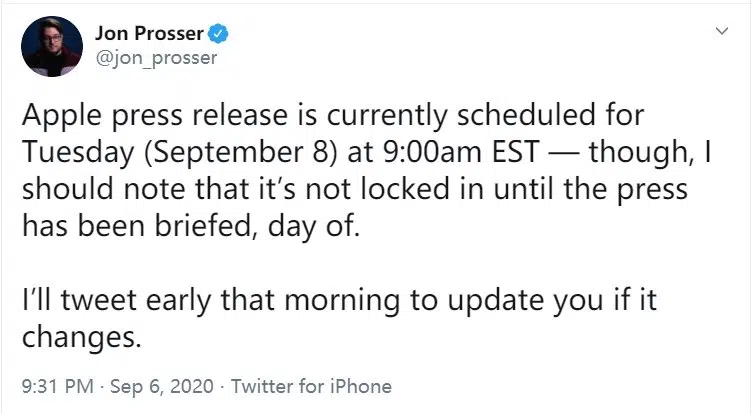 Jon Prosser
@jon_prosser
Apple press release is currently scheduled for
Tuesday (September 8) at 9:00am EST — though, I
should note that it’s not locked in until the press
has been briefed, day of.
I’ll tweet early that morning to update you if it
changes.
9:31 PM · Sep 6, 2020 · Twitter for iPhone